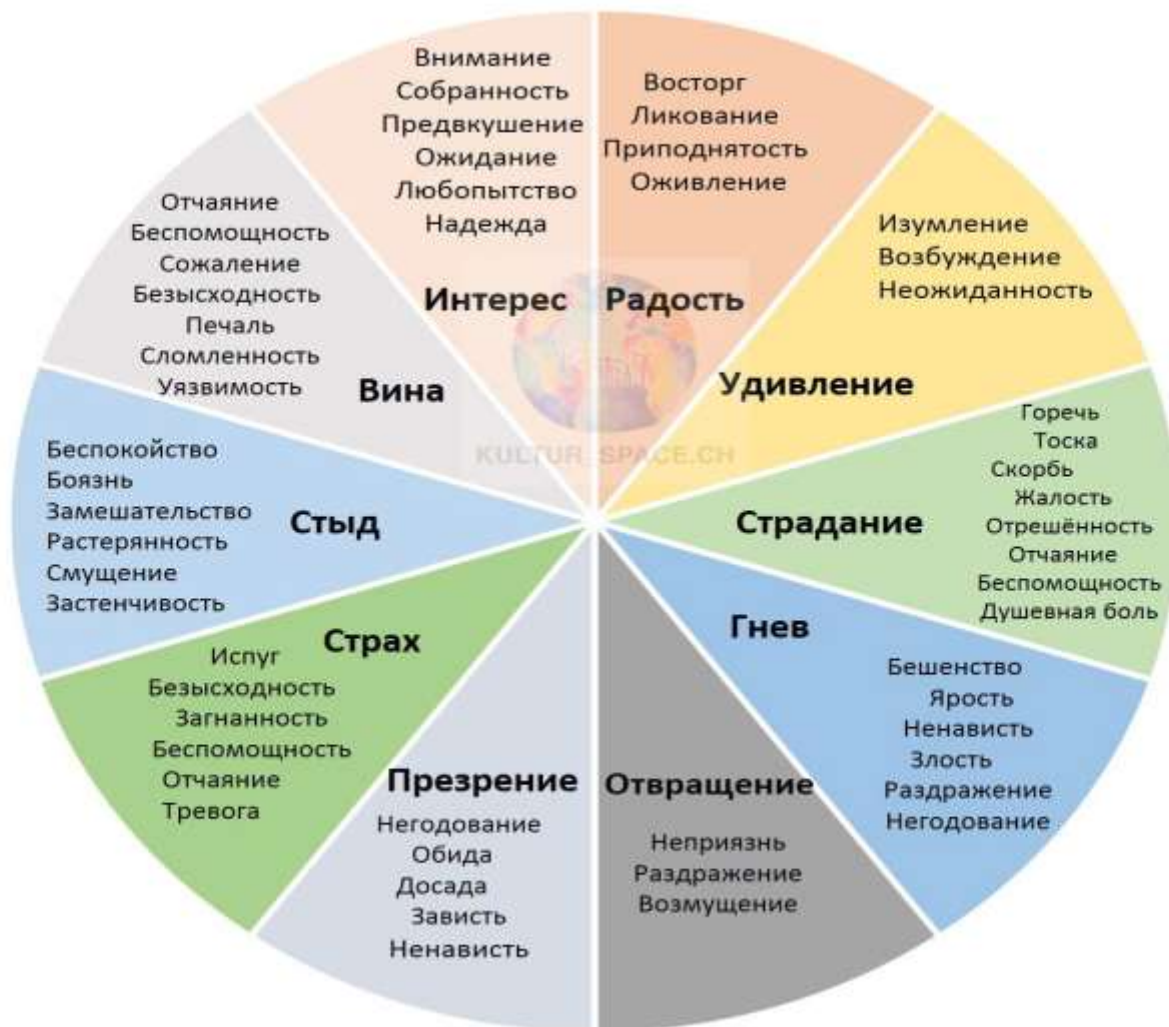 Внимание
Собранность
Предвкушение
Ожидание
Любопытство
Надежда
Интерес
Восторг
Ликование
Приподнятость
Оживление
Радость
Изумление
Возбуждение
Неожиданность
Удивление
Горечь
Тоска
Скорбь
Жалость
Отрешённость
Отчаяние
Беспомощность
Душевная боль
Страдание
Гнев
Бешенство
Ярость
Ненависть
Злость
Раздражение
Негодование
Отвращение
Неприязнь
Раздражение
Возмущение
Презрение
Негодование
Обида
Досада
Зависть
Ненависть
Страх
Испуг
Безысходность
Загнанность
Беспомощность
Отчаяние
Тревога
Беспокойство
Боязнь
Замешательство
Растерянность
Смущение
Застенчивость
Стыд
Отчаяние
Беспомощность
Сожаление
Безысходность
Печаль
Сломленность
Уязвимость
Вина
KULTUR SPACE.CH